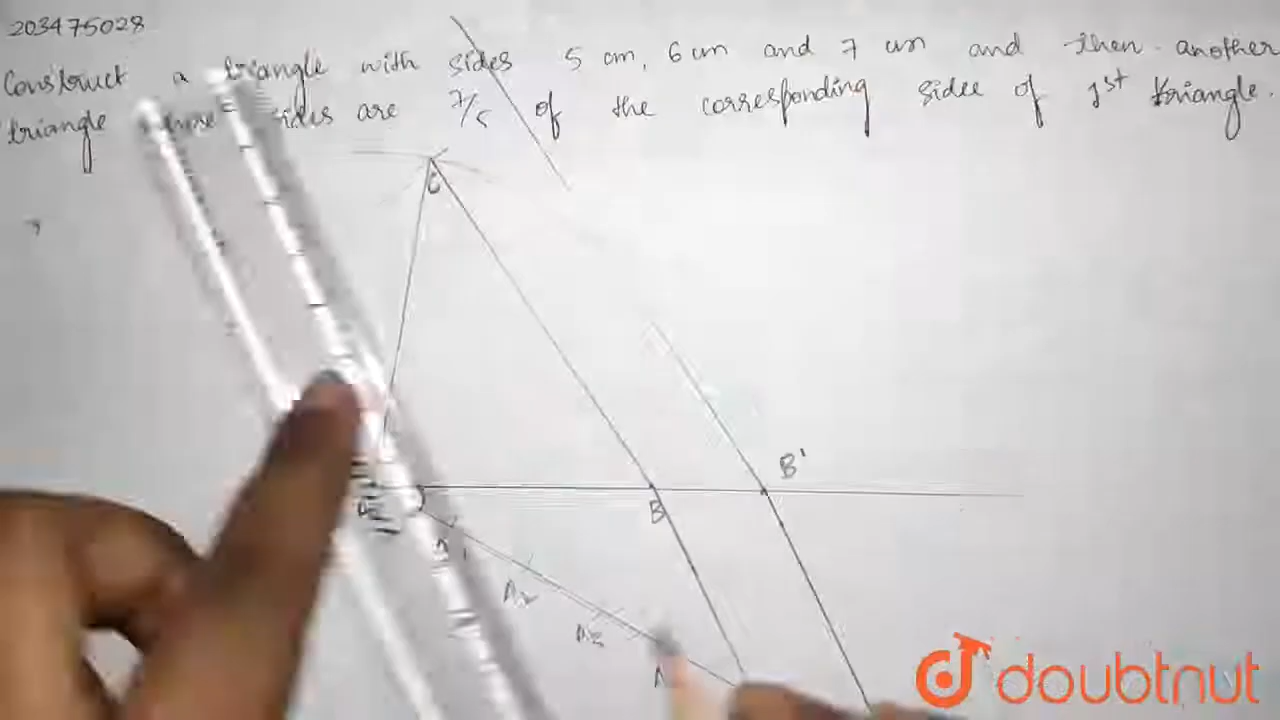 203475028
Construct a triangle with sides 5 cm, 6 cm and 7 cm and then another
triangle sides are 7/5 of the corresponding sides of 1st triangle.
C
B'
B
A2
A
doubtnut